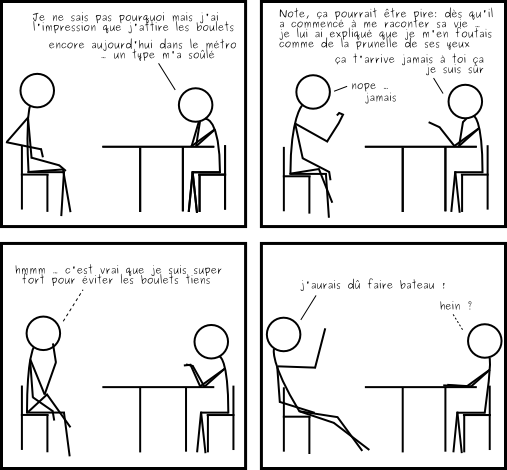 Je ne sais pas pourquoi mais j'ai
l'impression que j'attire les boulets
encore aujourd'hui dans le métro
… un type m'a soûlé
Note, ça pourrait être pire: dès qu'il
a commencé à me raconter sa vie …
je lui ai expliqué que je m'en foutais
comme de la prunelle de ses yeux
ça t'arrive jamais à toi ça
je suis sûr
nope …
jamais
hmmm … c'est vrai que je suis super
fort pour éviter les boulets tiens
j'aurais dû faire bateau !
hein ?